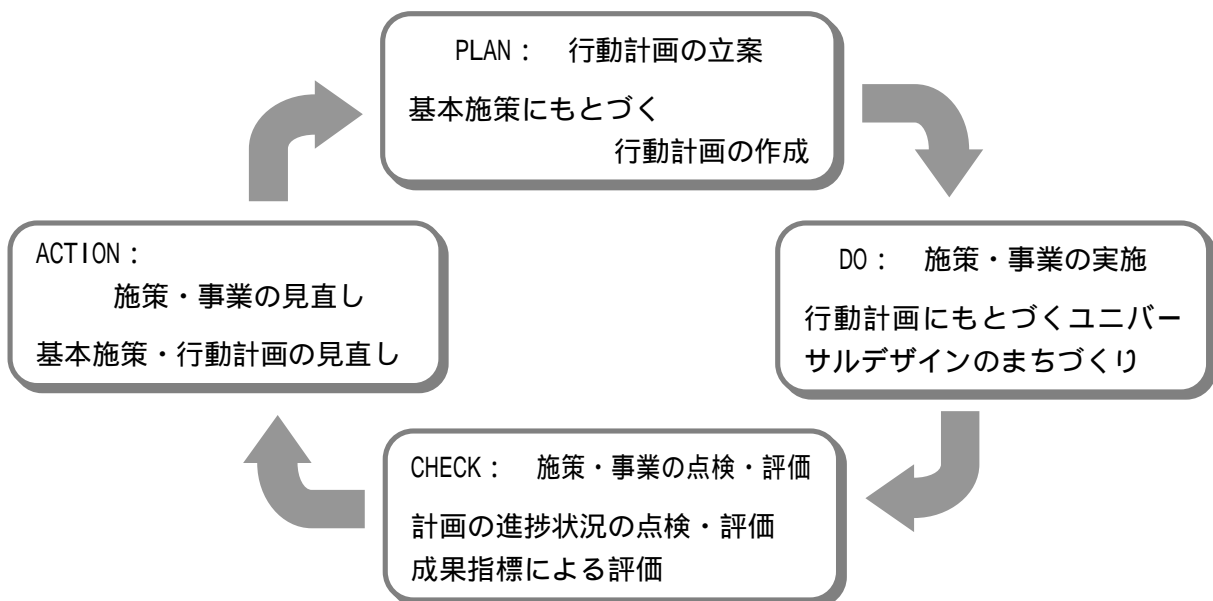 PLAN： 行動計画の立案
基本施策にもとづく
行動計画の作成
DO： 施策・事業の実施
行動計画にもとづくユニバー
サルデザインのまちづくり
CHECK： 施策・事業の点検・評価
計画の進捗状況の点検・評価
成果指標による評価
ACTION：
施策・事業の見直し
基本施策・行動計画の見直し